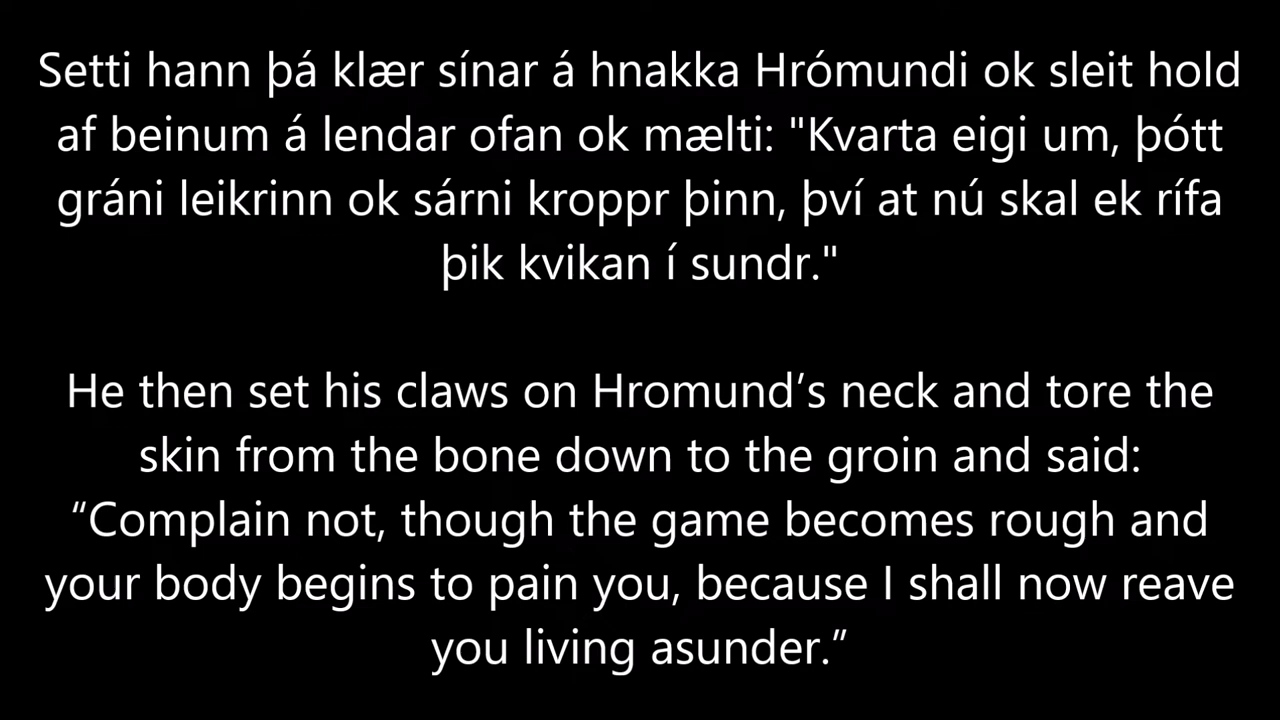 Setti hann þá klær sínar á hnakka Hrómundi ok sleit hold
af beinum á lendar ofan ok mælti: "Kvarta eigi um, þótt
gráni leikrinn ok sárni kroppr þinn, því at nú skal ek rífa
þik kvikan í sundr."
He then set his claws on Hromund’s neck and tore the
skin from the bone down to the groin and said:
“Complain not, though the game becomes rough and
your body begins to pain you, because I shall now reave
you living asunder.”